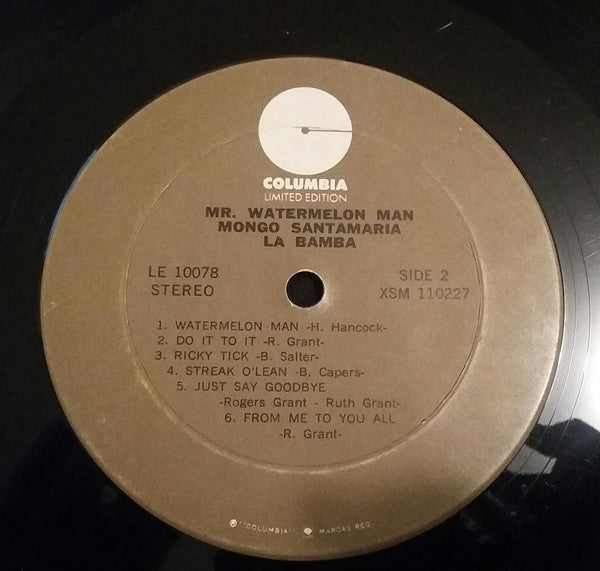 COLUMBIA
LIMITED EDITION
MR. WATERMELON MAN
MONGO SANTAMARIA
LA BAMBA
LE 10078
STEREO
SIDE 2
XSM 110227
1. WATERMELON MAN -H. Hancock-
2. DO IT TO IT -R. Grant-
3. RICKY TICK -B. Salter-
4. STREAK O'LEAN -B. Capers-
5. JUST SAY GOODBYE
-Rogers Grant - Ruth Grant-
6. FROM ME TO YOU ALL
-R. Grant-
"COLUMBIA" MARCAS REG.